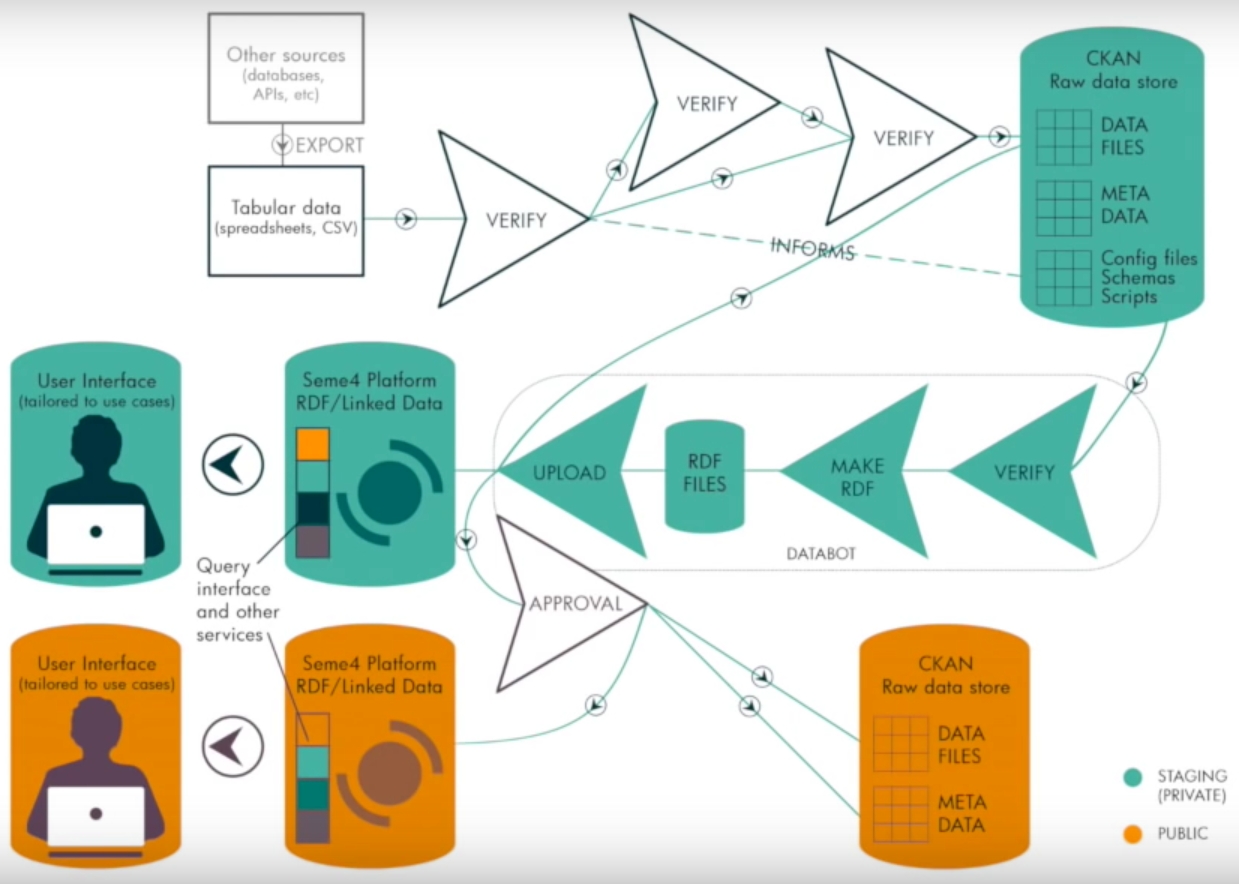 Other sources
(databases,
APIs, etc)
EXPORT
Tabular data
(spreadsheets, CSV)
VERIFY
VERIFY
VERIFY
INFORMS
CKAN
Raw data store
DATA
FILES
META
DATA
Config files
Schemas
Scripts
User Interface
(tailored to use cases)
Seme4 Platform
RDF/Linked Data
UPLOAD
RDF
FILES
MAKE
RDF
VERIFY
DATABOT
Query
interface
and other
services
APPROVAL
User Interface
(tailored to use cases)
Seme4 Platform
RDF/Linked Data
CKAN
Raw data store
DATA
FILES
META
DATA
STAGING
(PRIVATE)
PUBLIC